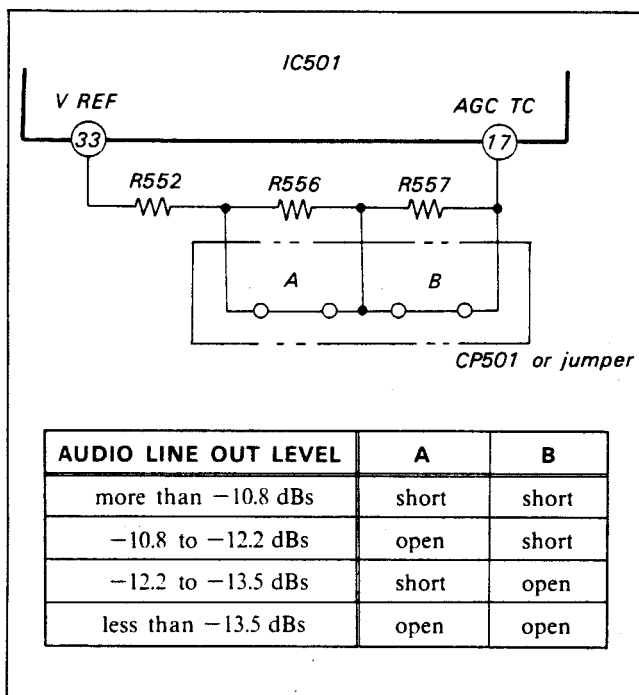 IC501
V REF
AGC TC
33
17
R552
R556
R557
A
B
CP501 or jumper
AUDIO LINE OUT LEVEL A B
more than −10.8 dBs short short
−10.8 to −12.2 dBs open short
−12.2 to −13.5 dBs short open
less than −13.5 dBs open open